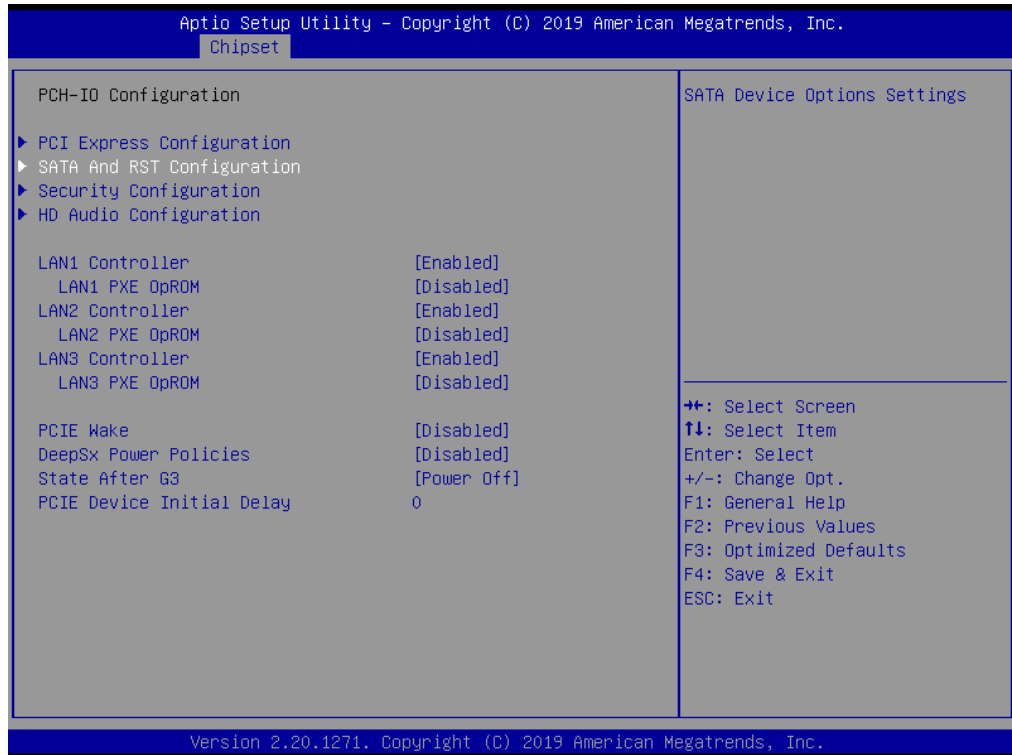 Aptio Setup Utility – Copyright (C) 2019 American Megatrends, Inc.
Chipset
PCH-IO Configuration
SATA Device Options Settings
PCI Express Configuration
SATA And RST Configuration
Security Configuration
HD Audio Configuration
LAN1 Controller [Enabled]
LAN1 PXE OpROM [Disabled]
LAN2 Controller [Enabled]
LAN2 PXE OpROM [Disabled]
LAN3 Controller [Enabled]
LAN3 PXE OpROM [Disabled]
PCIE Wake [Disabled]
DeepSx Power Policies [Disabled]
State After G3 [Power Off]
PCIE Device Initial Delay 0
→←: Select Screen
↑↓: Select Item
Enter: Select
+/-: Change Opt.
F1: General Help
F2: Previous Values
F3: Optimized Defaults
F4: Save & Exit
ESC: Exit
Version 2.20.1271. Copyright (C) 2019 American Megatrends, Inc.